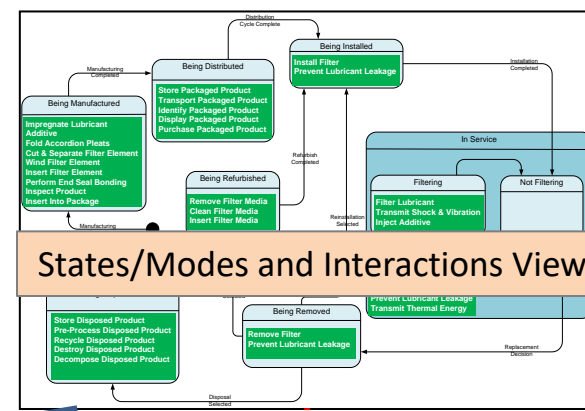 Distribution
Cycle Complete
Being Installed
Install Filter
Prevent Lubricant Leakage
Manufacturing
Completed
Being Distributed
Store Packaged Product
Transport Packaged Product
Identify Packaged Product
Display Packaged Product
Purchase Packaged Product
Installation
Completed
Being Manufactured
Impregnate Lubricant
Additive
Fold Accordion Pleats
Cut & Separate Filter Element
Wind Filter Element
Insert Filter Element
Perform End Seal Bonding
Inspect Product
Insert Into Package
In Service
Refurbish
Completed
Being Refurbished
Remove Filter Media
Clean Filter Media
Insert Filter Media
Filtering
Filter Lubricant
Transmit Shock & Vibration
Inject Additive
Not Filtering
Reinstallation
Selected
Manufacturing
States/Modes and Interactions View
Prevent Lubricant Leakage
Transmit Thermal Energy
Store Disposed Product
Pre-Process Disposed Product
Recycle Disposed Product
Destroy Disposed Product
Decompose Disposed Product
Being Removed
Remove Filter
Prevent Lubricant Leakage
Replacement
Decision
Disposal
Selected